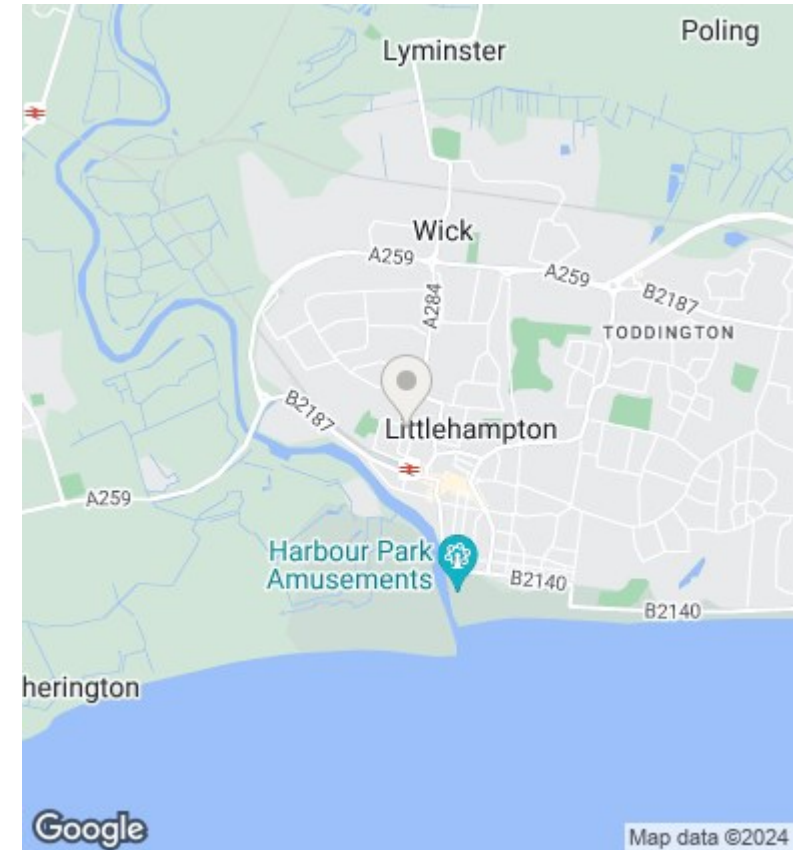 Poling
Lyminster
Wick
A259
A259
A284
B2187
TODDINGTON
B2187
Littlehampton
A259
Harbour Park
Amusements
B2140
B2140
herington
Google
Map data ©2024